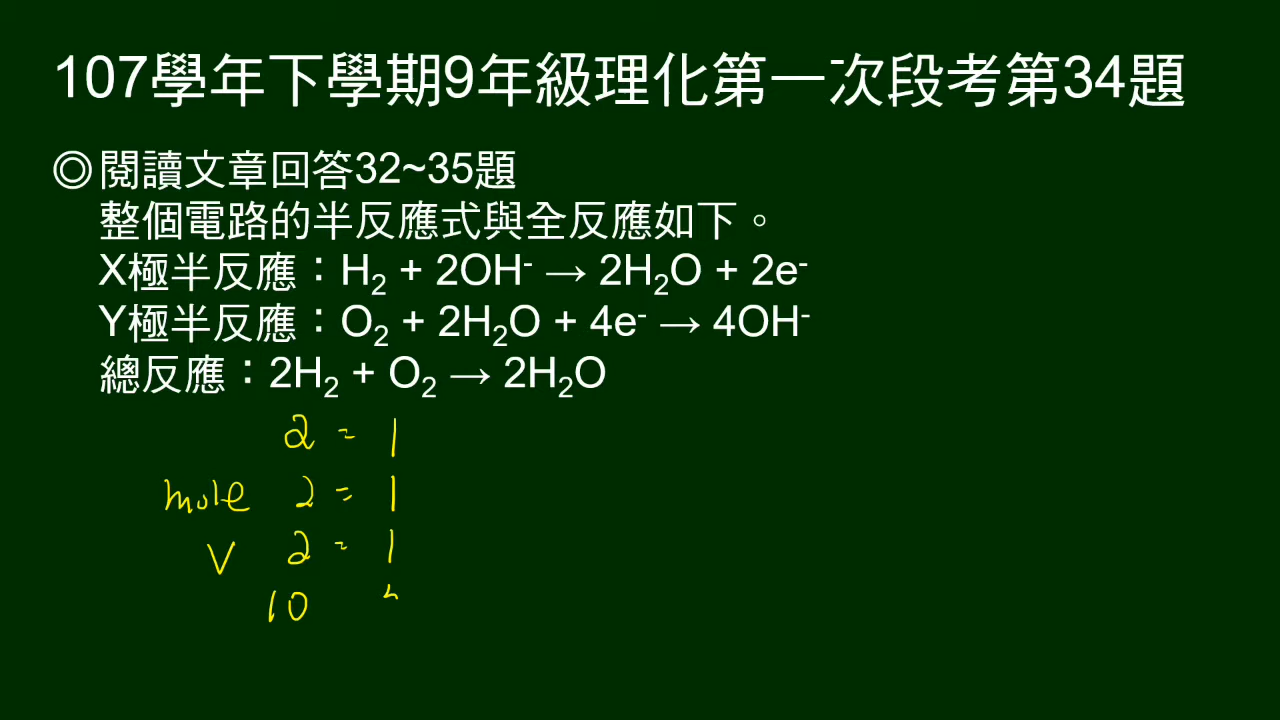 107學年下學期9年級理化第一次段考第34題
◎閱讀文章回答32~35題
整個電路的半反應式與全反應如下。
X極半反應：H₂ + 2OH⁻ → 2H₂O + 2e⁻
Y極半反應：O₂ + 2H₂O + 4e⁻ → 4OH⁻
總反應：2H₂ + O₂ → 2H₂O
2 = 1
mole 2 = 1
V 2 = 1
10